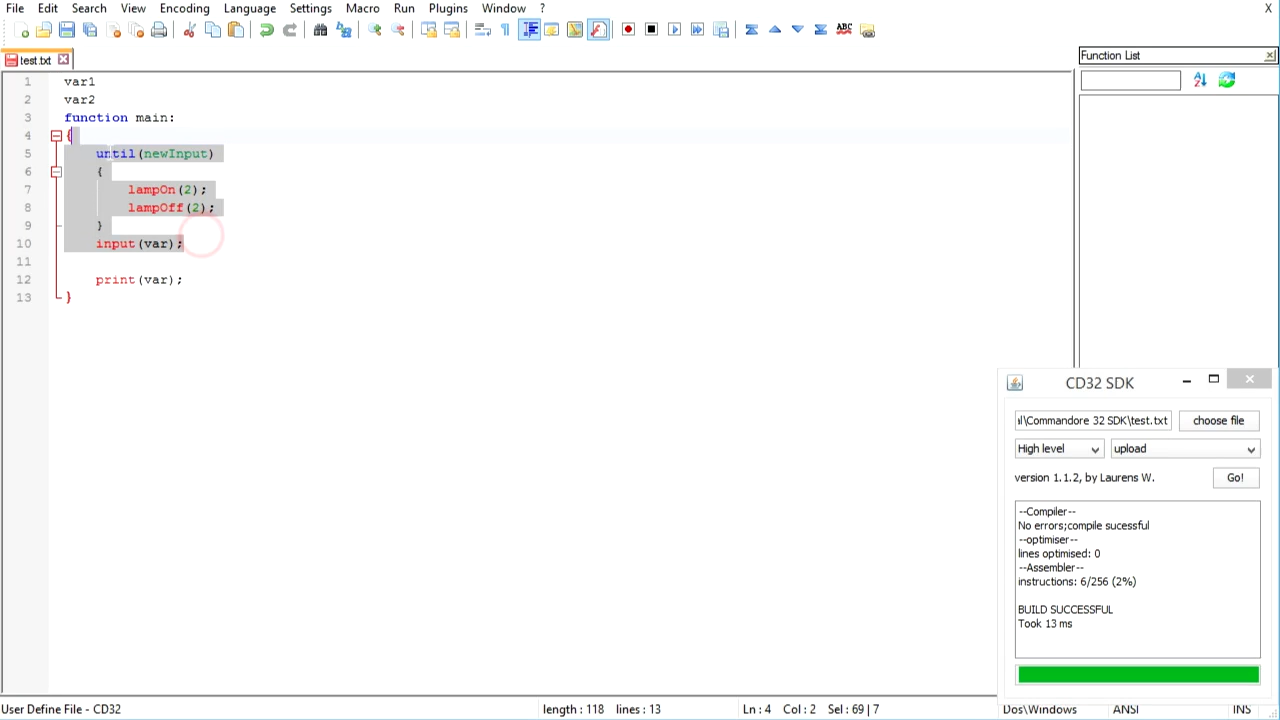 File Edit Search View Encoding Language Settings Macro Run Plugins Window ? X
ABC
test.txt
Function List
1 var1
2 var2
3 function main:
4 {
5 until(newInput)
6 {
7 lampOn(2);
8 lampOff(2);
9 }
10 input(var);
11
12 print(var);
13 }
CD32 SDK
\Commandore 32 SDK\test.txt choose file
High level upload
version 1.1.2, by Laurens W. Go!
--Compiler--
No errors;compile sucessful
--optimiser--
lines optimised: 0
--Assembler--
instructions: 6/256 (2%)
BUILD SUCCESSFUL
Took 13 ms
User Define File - CD32 length : 118 lines : 13 Ln : 4 Col : 2 Sel : 69 | 7 Dos\Windows ANSI INS